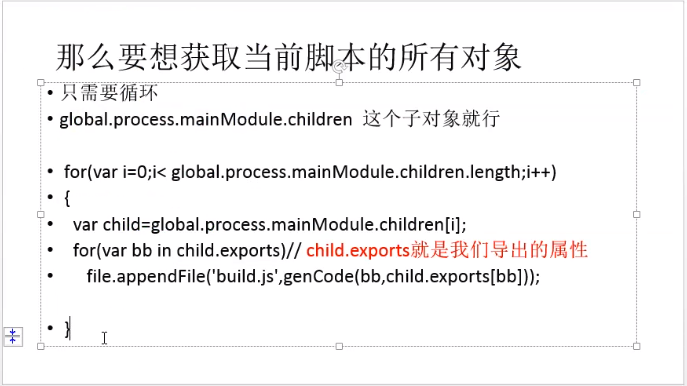 那么要想获取当前脚本的所有对象
• 只需要循环
• global.process.mainModule.children 这个子对象就行
• for(var i=0;i< global.process.mainModule.children.length;i++)
• {
• var child=global.process.mainModule.children[i];
• for(var bb in child.exports)// child.exports就是我们导出的属性
• file.appendFile('build.js',genCode(bb,child.exports[bb]));
• }